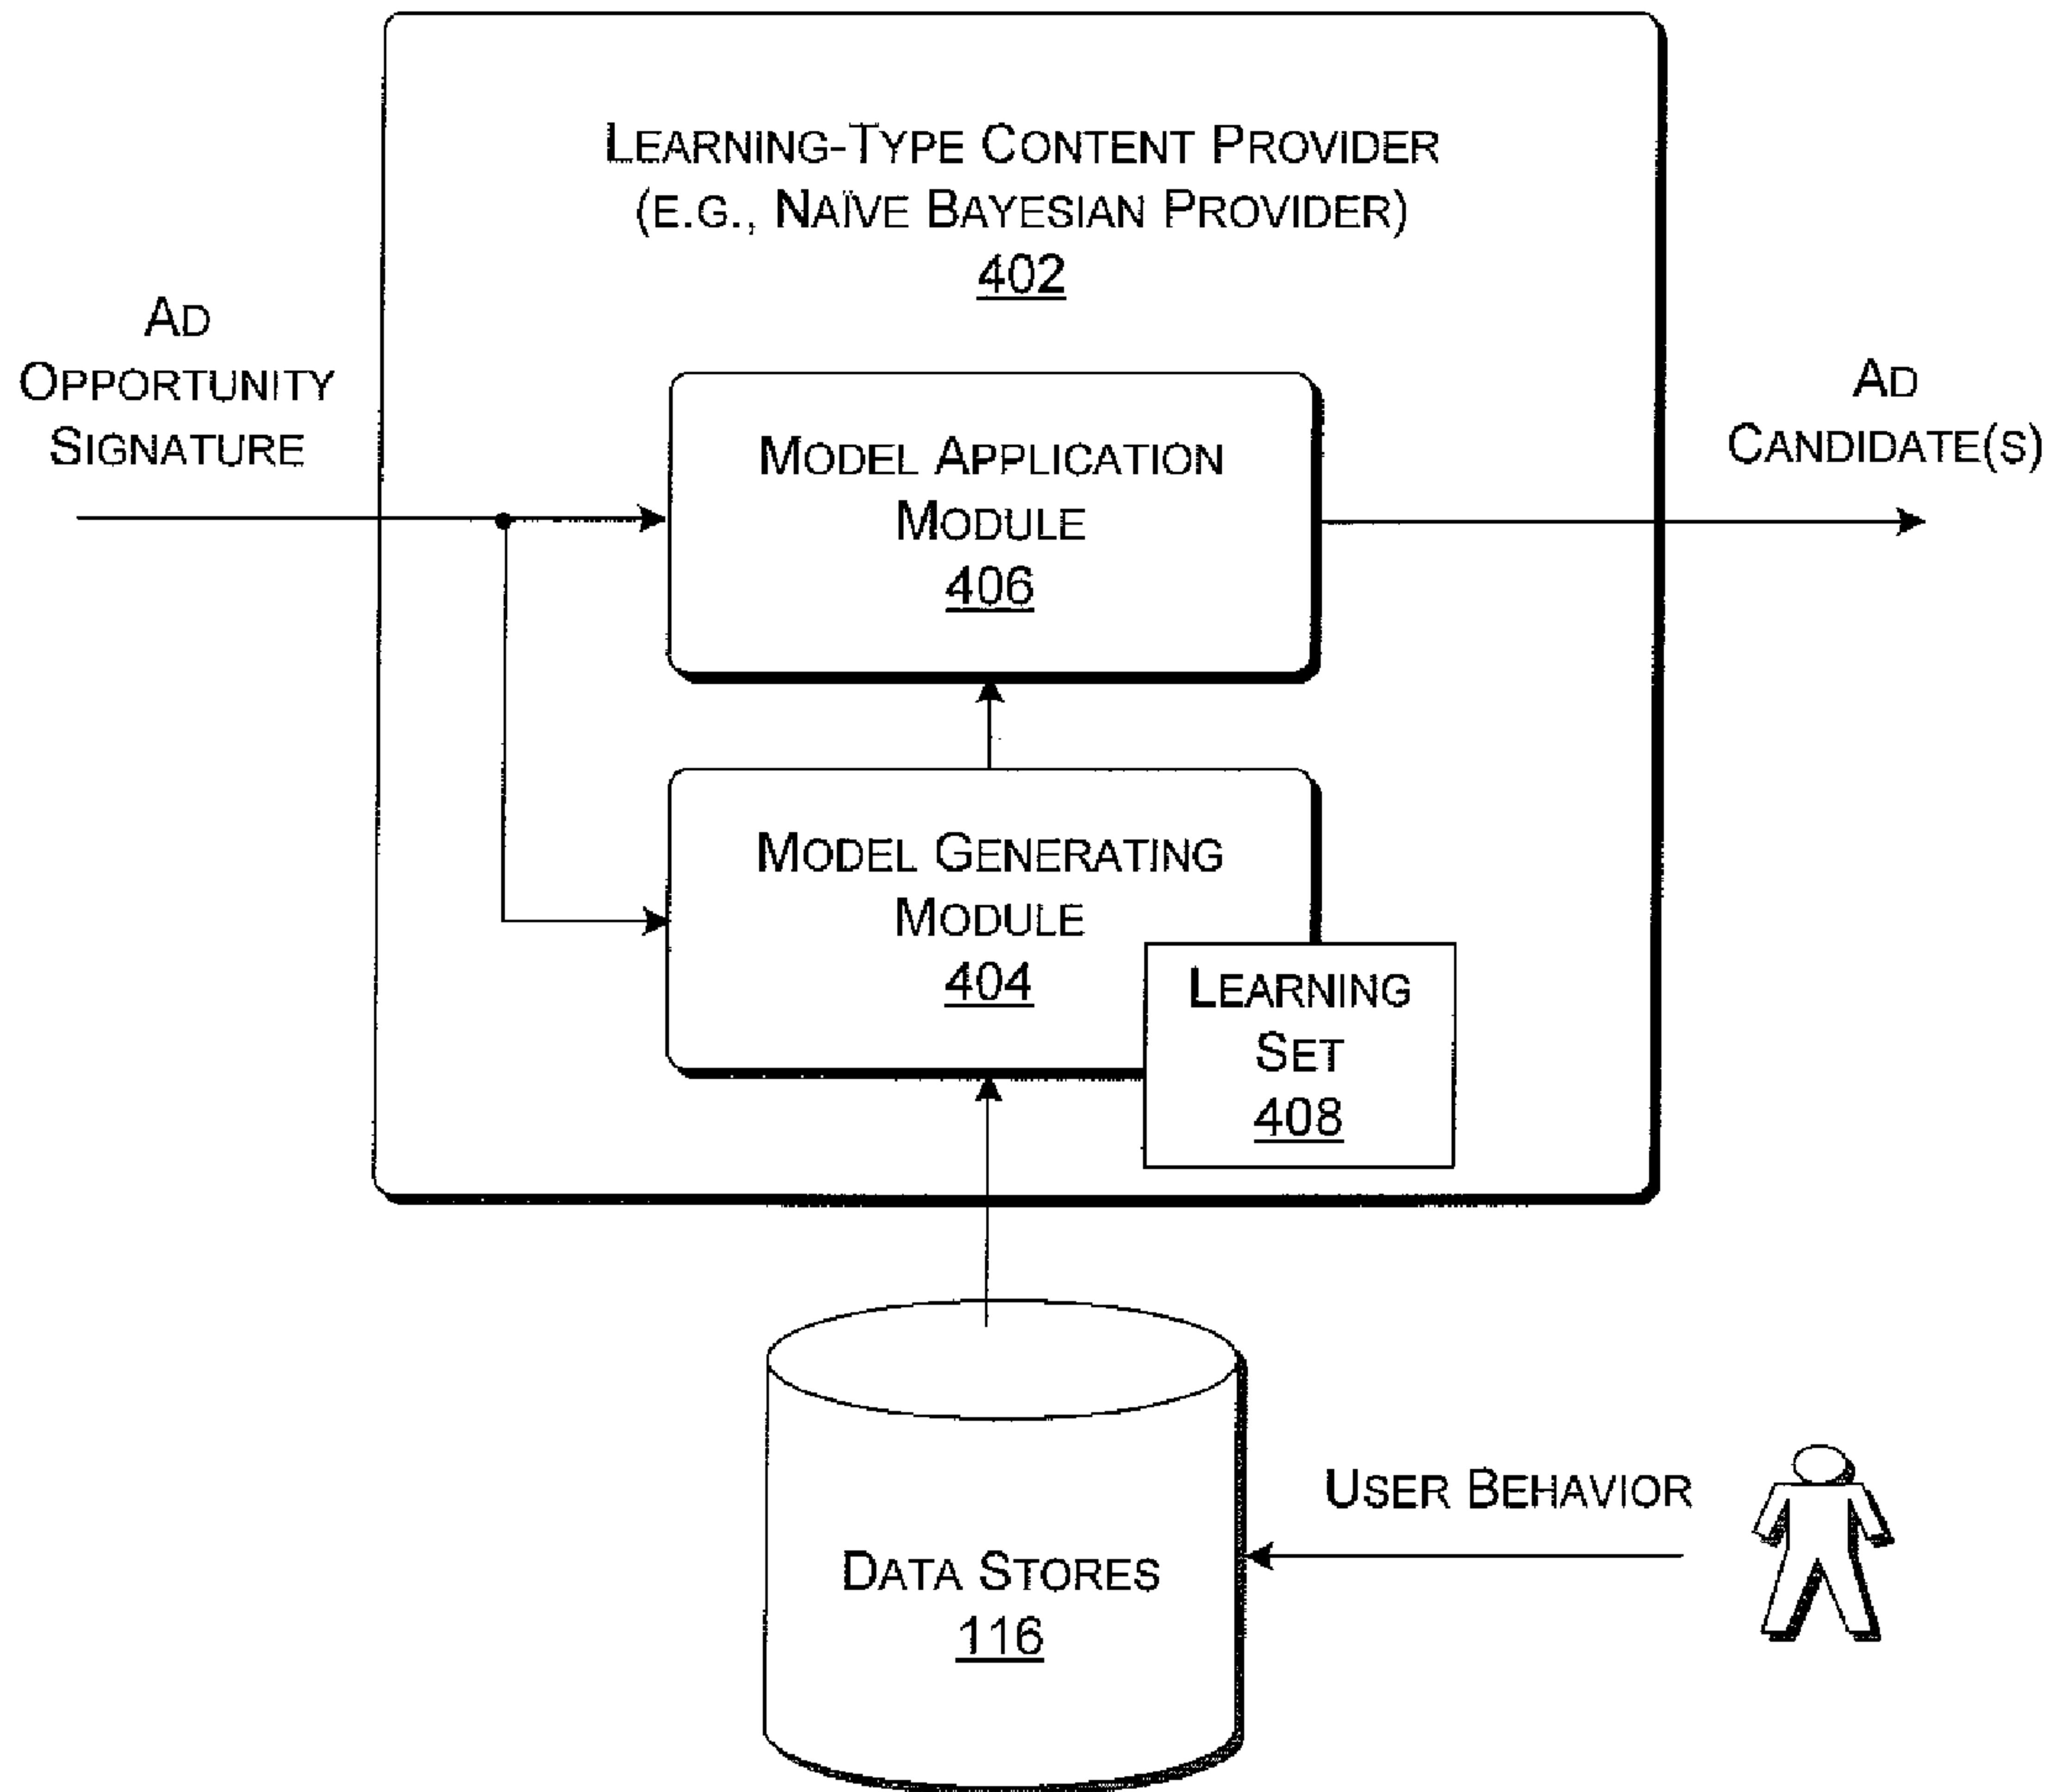 LEARNING-TYPE CONTENT PROVIDER
(E.G., NAÏVE BAYESIAN PROVIDER)
402
AD
OPPORTUNITY
SIGNATURE
AD
CANDIDATE(S)
MODEL APPLICATION
MODULE
406
MODEL GENERATING
MODULE
404
LEARNING
SET
408
USER BEHAVIOR
DATA STORES
116